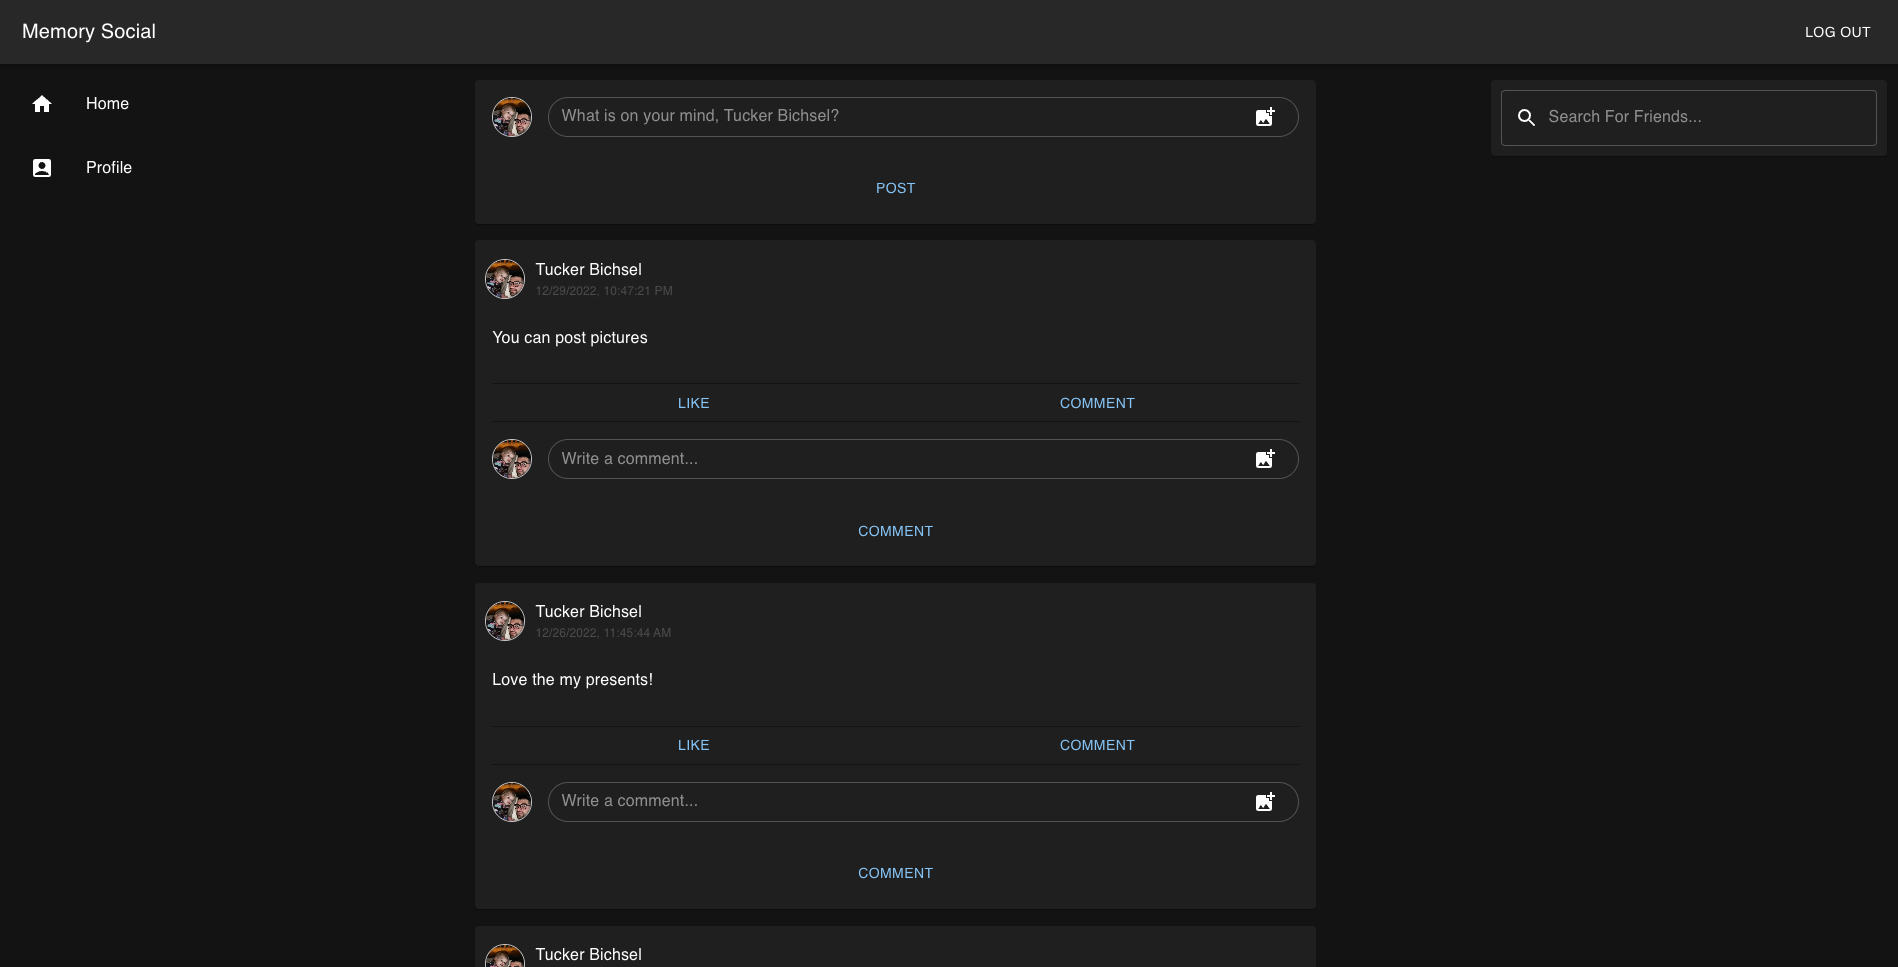 Memory Social
LOG OUT
Home
Profile
What is on your mind, Tucker Bichsel?
POST
Search For Friends...
Tucker Bichsel
12/29/2022, 10:47:21 PM
You can post pictures
LIKE
COMMENT
Write a comment...
COMMENT
Tucker Bichsel
12/26/2022, 11:45:44 AM
Love the my presents!
LIKE
COMMENT
Write a comment...
COMMENT
Tucker Bichsel